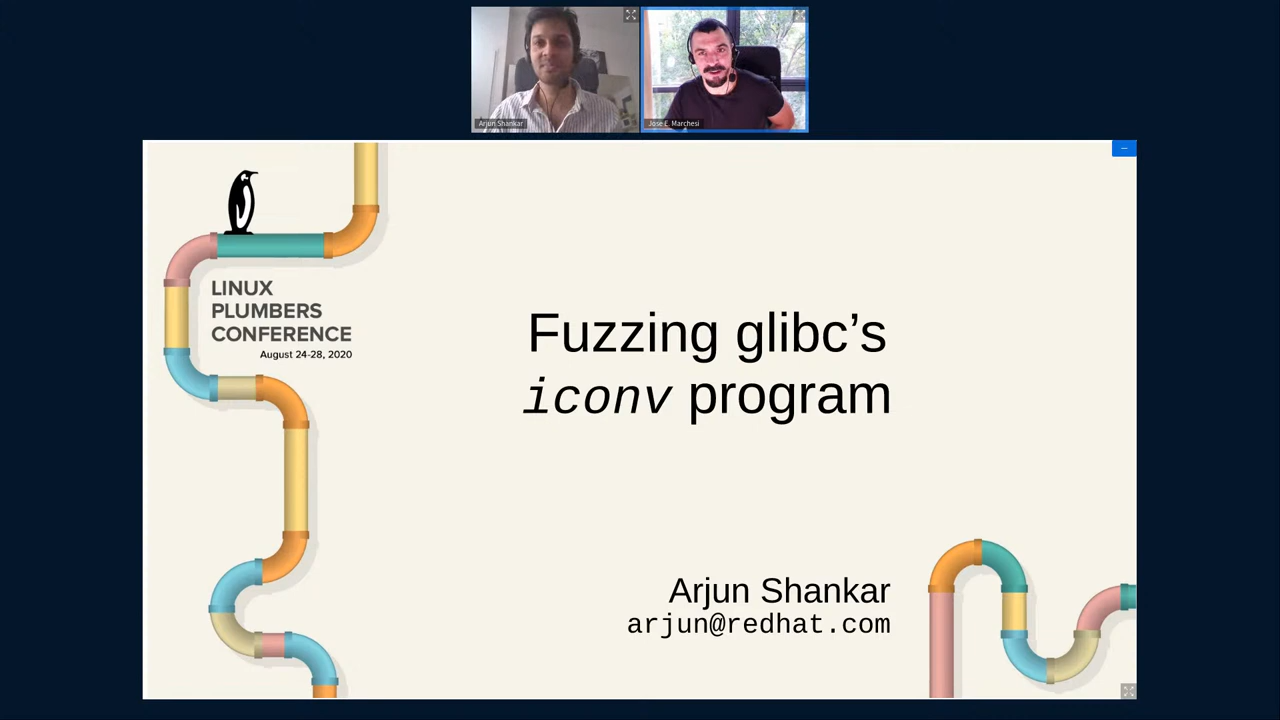 Arjun Shankar
Jose E. Marchesi
LINUX
PLUMBERS
CONFERENCE
August 24-28, 2020
Fuzzing glibc’s
iconv program
Arjun Shankar
arjun@redhat.com